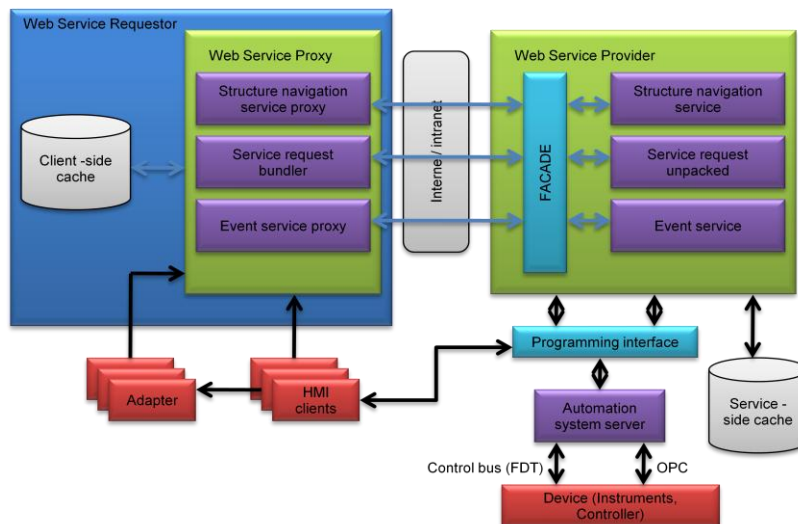 Web Service Requestor
Web Service Proxy
Structure navigation
service proxy
Service request
bundler
Event service proxy
Client -side
cache
Internet / intranet
Web Service Provider
FACADE
Structure navigation
service
Service request
unpacked
Event service
Programming interface
Adapter
HMI
clients
Automation
system server
Service -
side cache
Control bus (FDT)
OPC
Device (Instruments,
Controller)